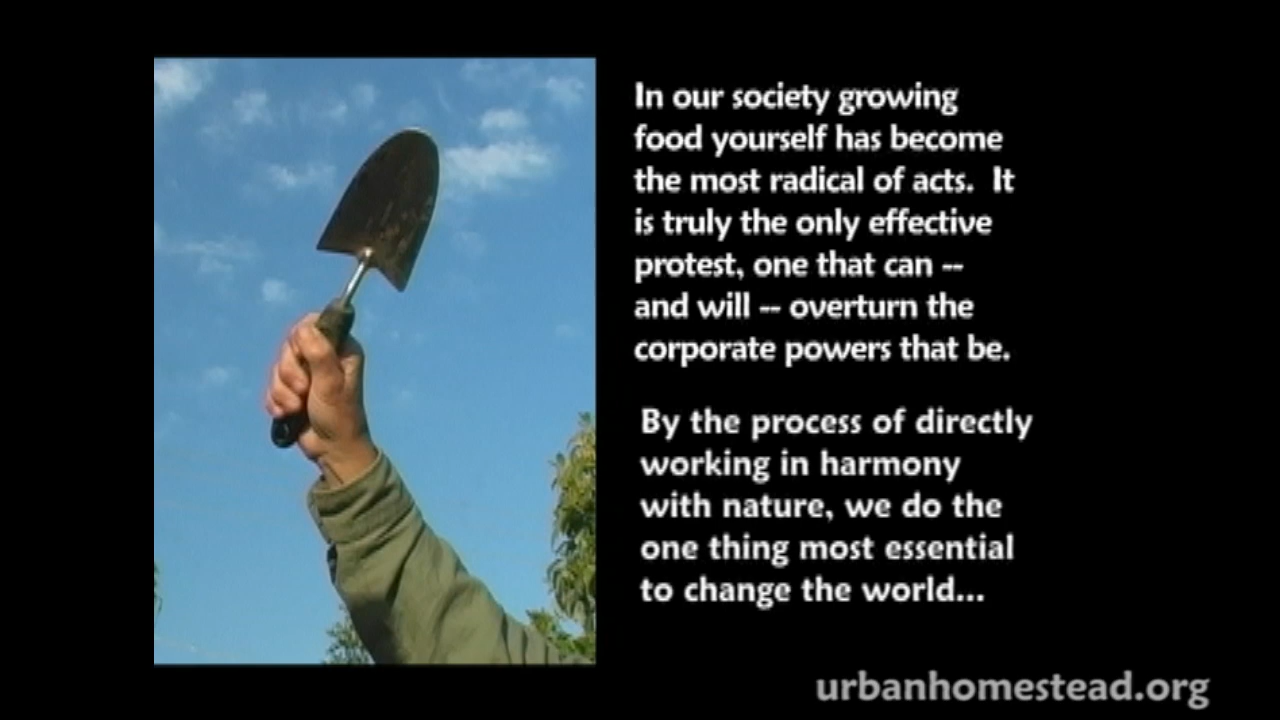 In our society growing
food yourself has become
the most radical of acts.  It
is truly the only effective
protest, one that can --
and will -- overturn the
corporate powers that be.
By the process of directly
working in harmony
with nature, we do the
one thing most essential
to change the world...
urbanhomestead.org